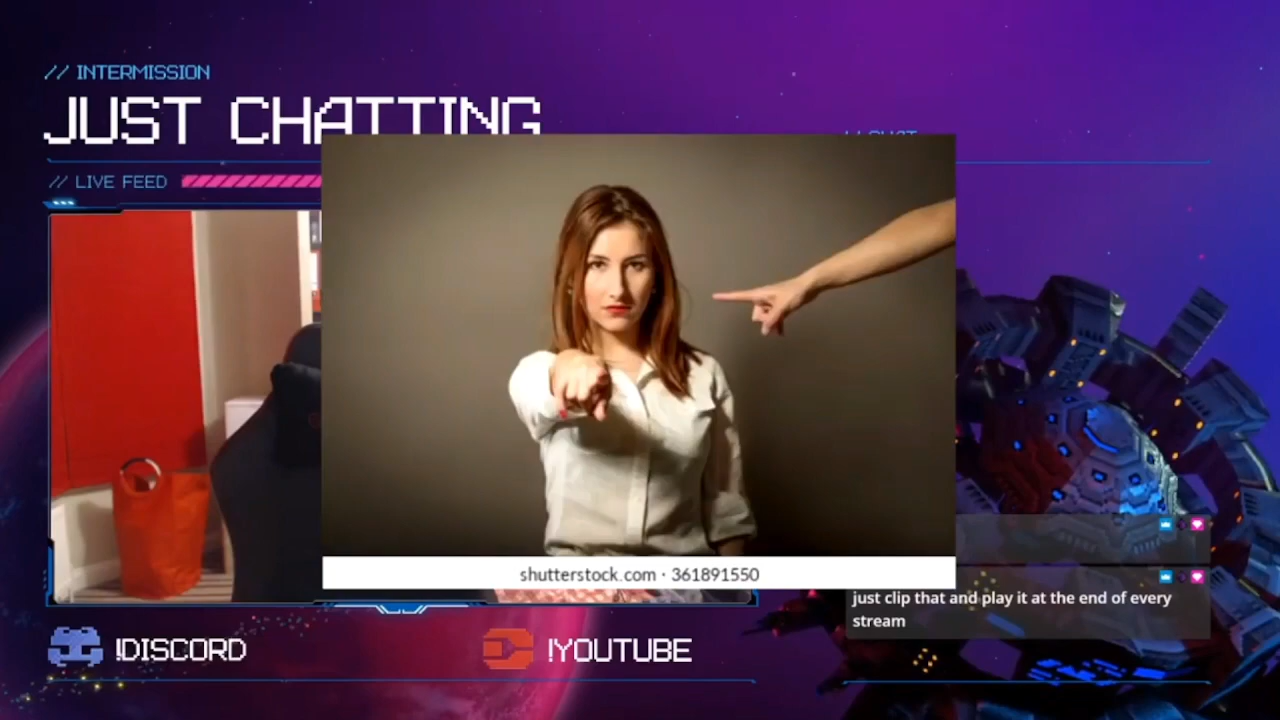 // INTERMISSION
JUST CHATTING
// CHAT
// LIVE FEED
shutterstock.com · 361891550
just clip that and play it at the end of every
stream
!DISCORD
!YOUTUBE